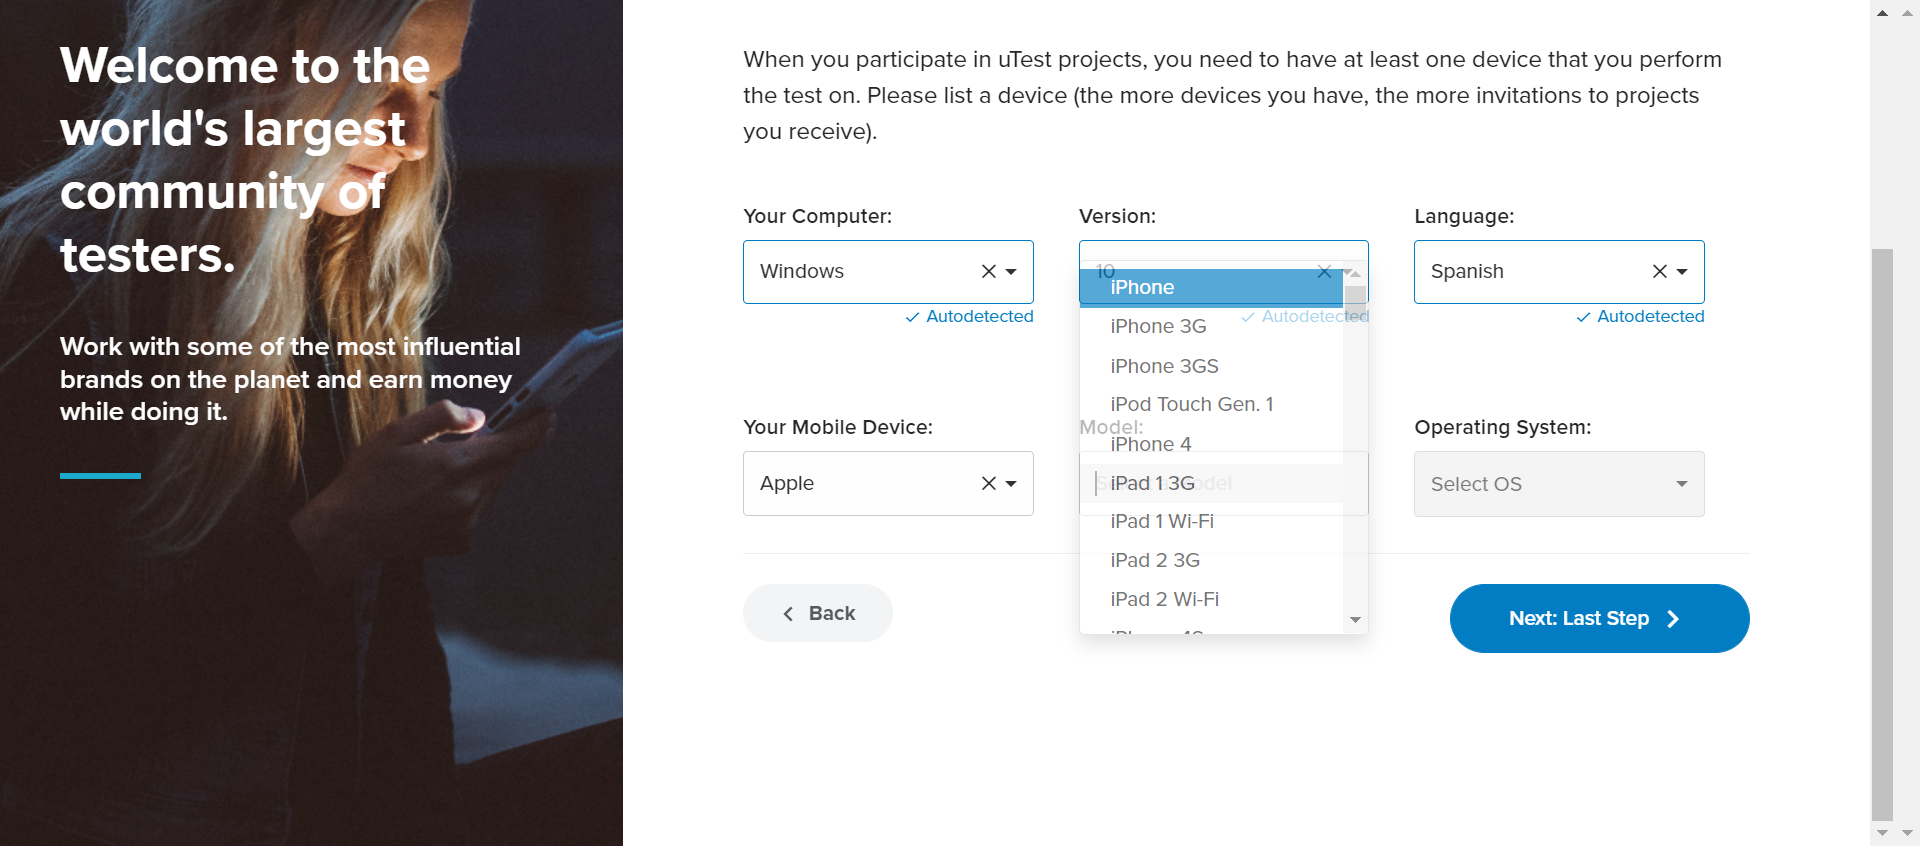 Welcome to the
world's largest
community of
testers.
Work with some of the most influential
brands on the planet and earn money
while doing it.
When you participate in uTest projects, you need to have at least one device that you perform
the test on. Please list a device (the more devices you have, the more invitations to projects
you receive).
Your Computer:
Version:
Language:
Windows
10
Spanish
Autodetected
Autodetected
Autodetected
iPhone
iPhone 3G
iPhone 3GS
iPod Touch Gen. 1
iPhone 4
iPad 1 3G
iPad 1 Wi-Fi
iPad 2 3G
iPad 2 Wi-Fi
Your Mobile Device:
Model:
Operating System:
Apple
Select OS
Back
Next: Last Step